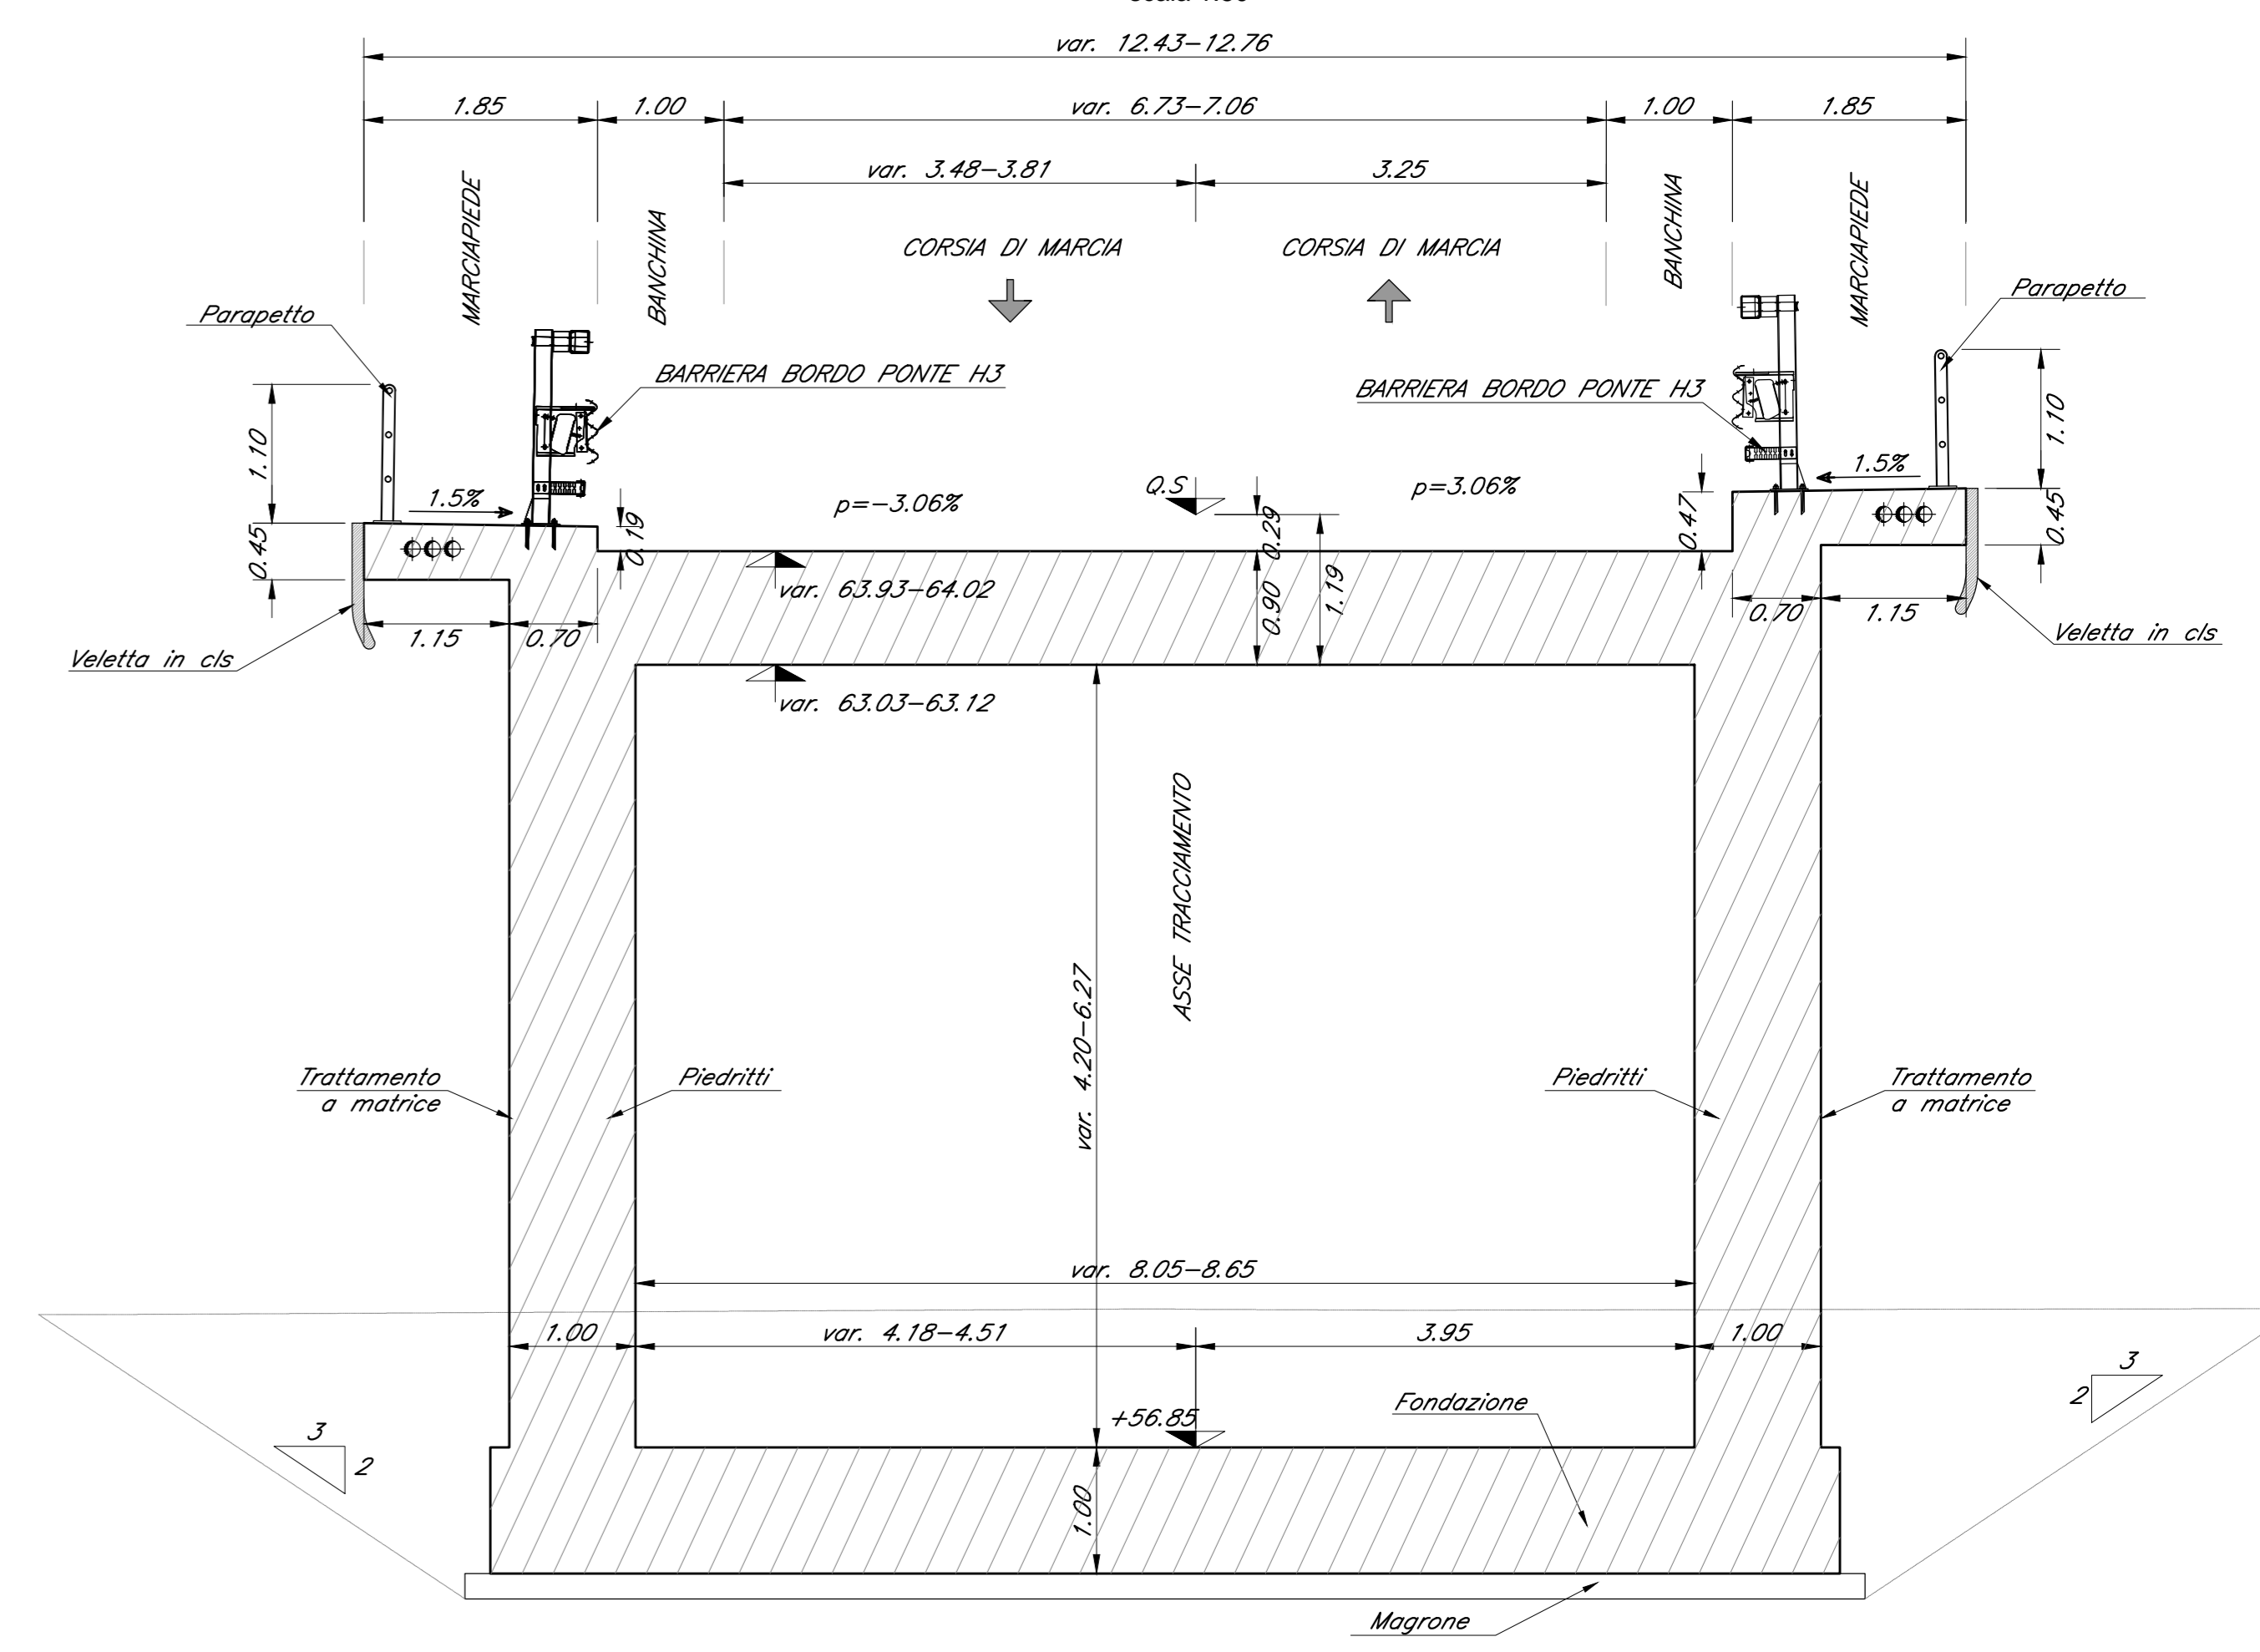 var. 12.43-12.76
1.85
1.00
var. 6.73-7.06
1.00
1.85
var. 3.48-3.81
3.25
MARCIAPIEDE
BANCHINA
CORSIA DI MARCIA
CORSIA DI MARCIA
BANCHINA
MARCIAPIEDE
Parapetto
Parapetto
BARRIERA BORDO PONTE H3
BARRIERA BORDO PONTE H3
1.10
1.10
1.5%
p=-3.06%
Q.S
p=3.06%
1.5%
0.45
0.19
0.29
0.47
0.45
var. 63.93-64.02
0.90
1.19
1.15
0.70
0.70
1.15
Veletta in cls
Veletta in cls
var. 63.03-63.12
ASSE TRACCIAMENTO
var. 4.20-6.27
Trattamento
a matrice
Piedritti
Piedritti
Trattamento
a matrice
var. 8.05-8.65
1.00
var. 4.18-4.51
3.95
1.00
3
2
+56.85
Fondazione
3
2
1.00
Magrone